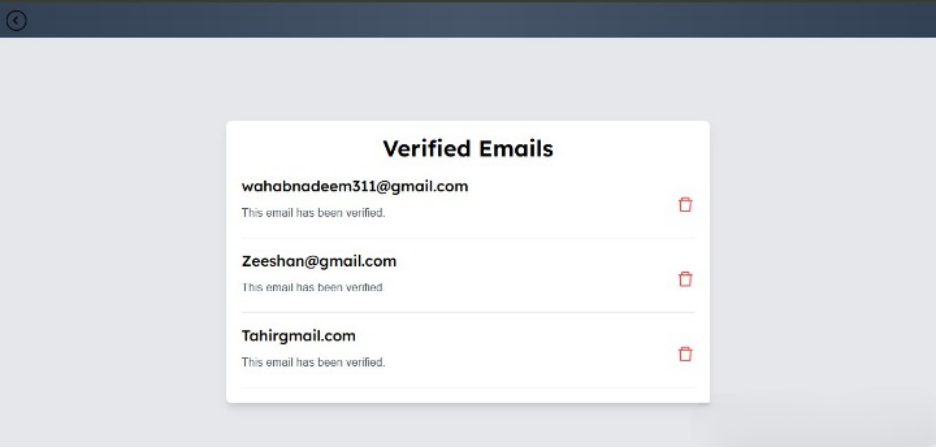 Verified Emails
wahabnadeem311@gmail.com
This email has been verified.
Zeeshan@gmail.com
This email has been verified
Tahirgmail.com
This email has been verified.